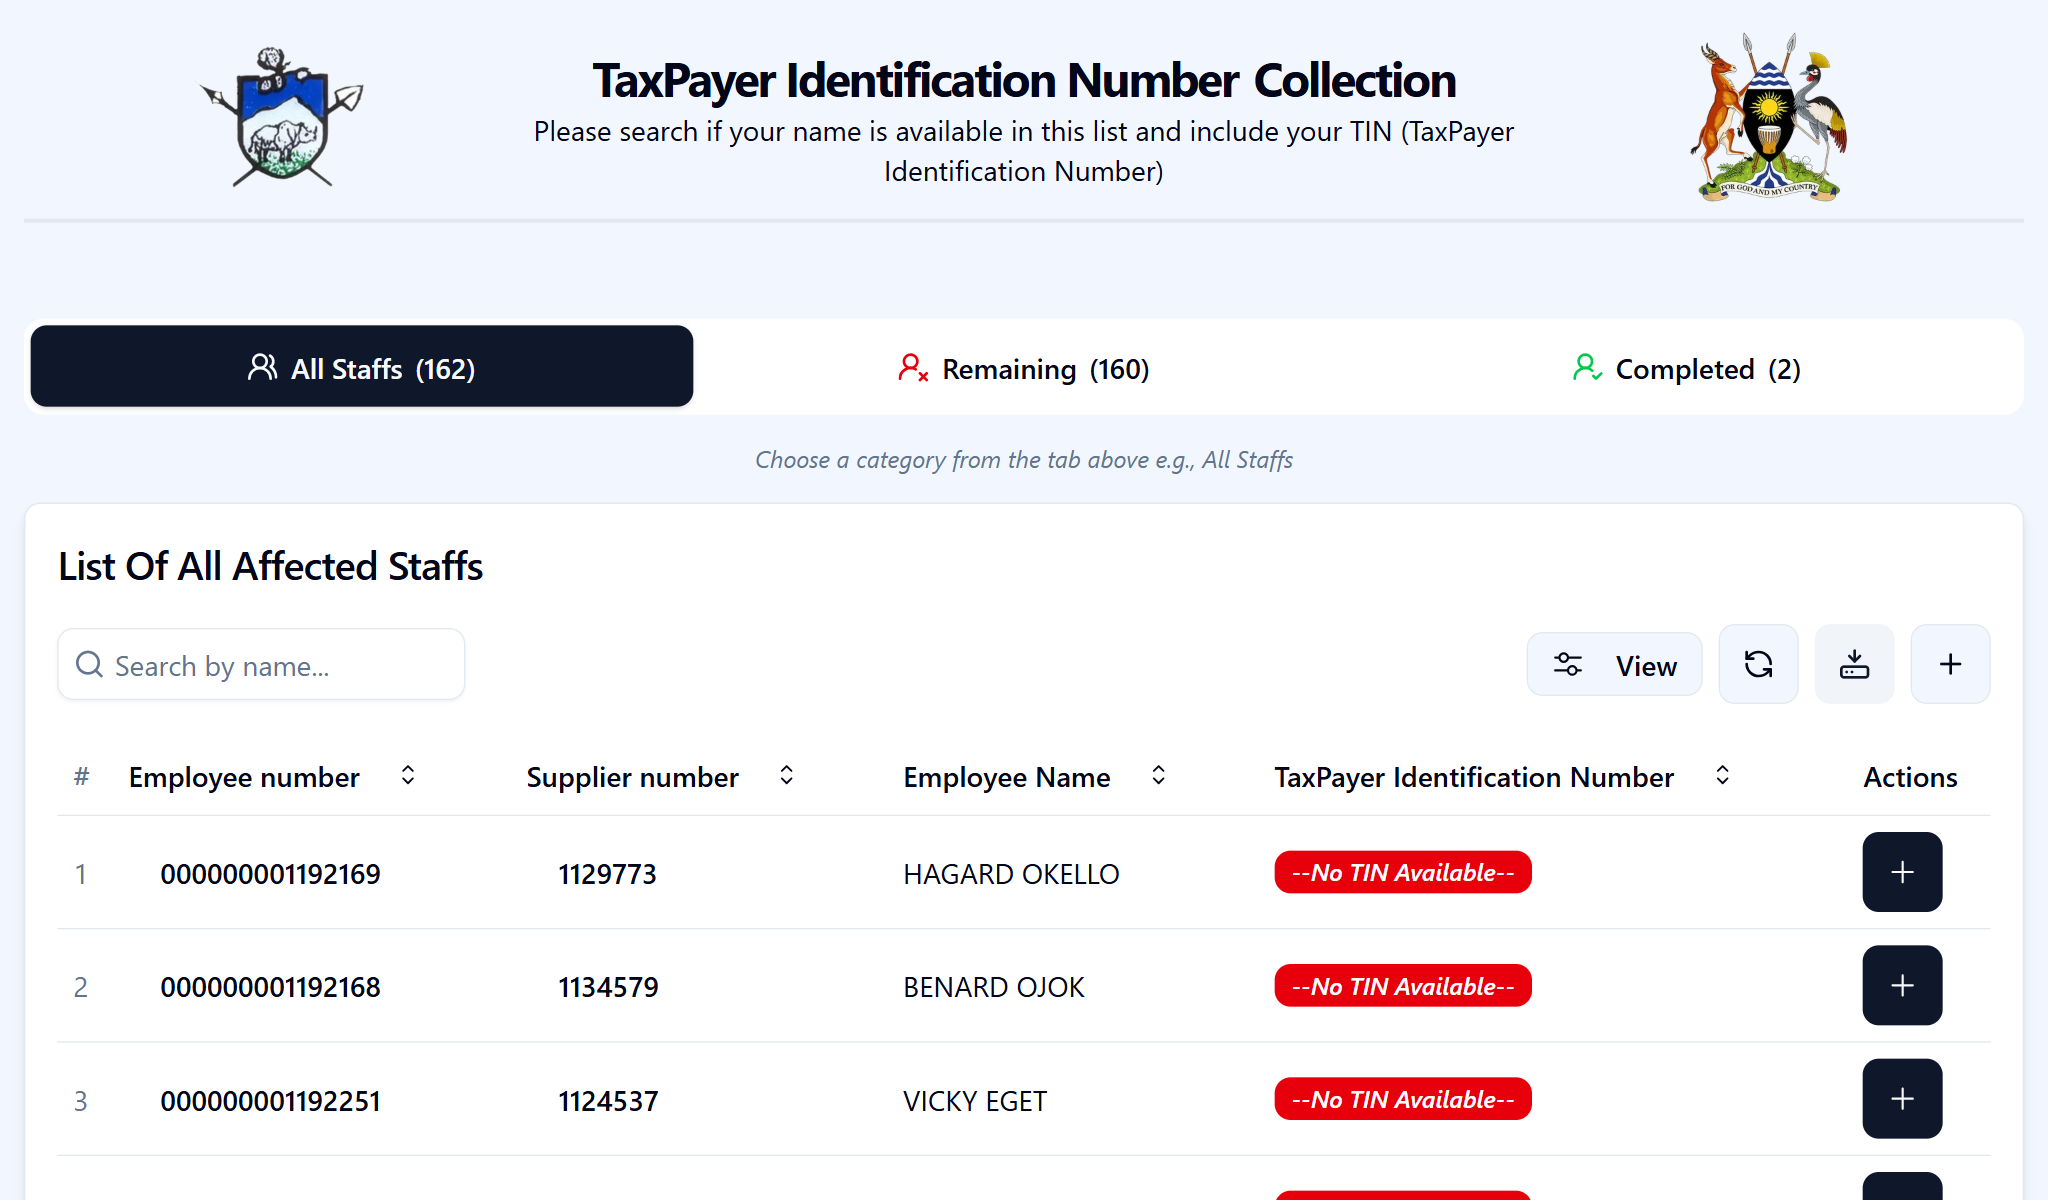 TaxPayer Identification Number Collection
Please search if your name is available in this list and include your TIN (TaxPayer
Identification Number)
FOR GOD AND MY COUNTRY
All Staffs (162)
Remaining (160)
Completed (2)
Choose a category from the tab above e.g., All Staffs
List Of All Affected Staffs
Search by name...
View
# Employee number Supplier number Employee Name TaxPayer Identification Number Actions
1 000000001192169 1129773 HAGARD OKELLO --No TIN Available--
2 000000001192168 1134579 BENARD OJOK --No TIN Available--
3 000000001192251 1124537 VICKY EGET --No TIN Available--